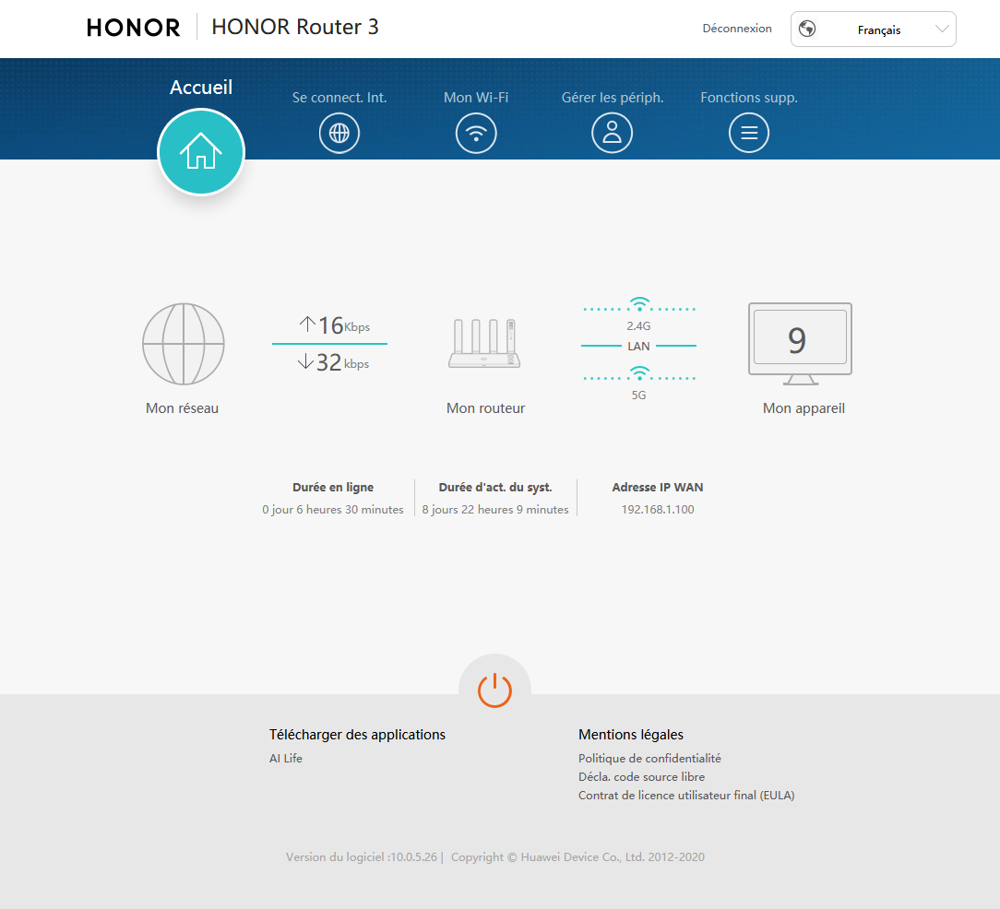 HONOR
HONOR Router 3
Déconnexion
Français
Accueil
Se connect. Int.
Mon Wi-Fi
Gérer les périph.
Fonctions supp.
16 Kbps
32 kbps
2.4G
LAN
5G
9
Mon réseau
Mon routeur
Mon appareil
Durée en ligne
Durée d'act. du syst.
Adresse IP WAN
0 jour 6 heures 30 minutes
8 jours 22 heures 9 minutes
192.168.1.100
Télécharger des applications
Mentions légales
AI Life
Politique de confidentialité
Décla. code source libre
Contrat de licence utilisateur final (EULA)
Version du logiciel :10.0.5.26 | Copyright © Huawei Device Co., Ltd. 2012-2020